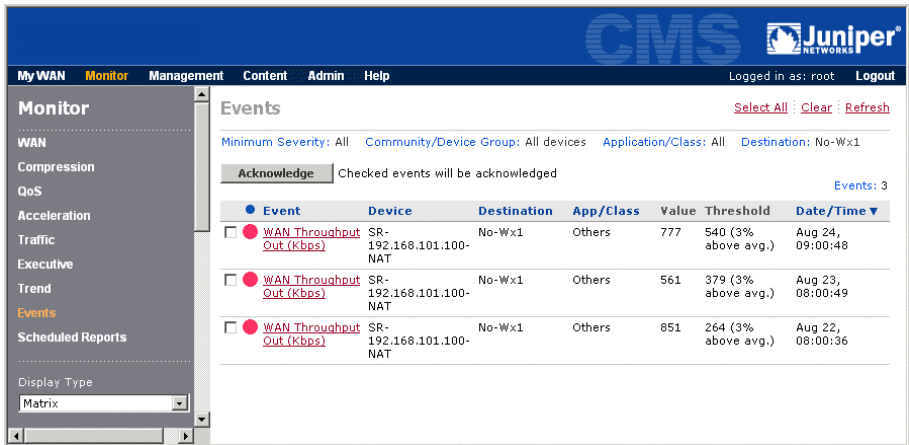 CMS
Juniper®
NETWORKS
My WAN Monitor Management Content Admin Help Logged in as: root Logout
Monitor
WAN
Compression
QoS
Acceleration
Traffic
Executive
Trend
Events
Scheduled Reports
Display Type
Matrix
Events Select All Clear Refresh
Minimum Severity: All Community/Device Group: All devices Application/Class: All Destination: No-Wx1
Acknowledge Checked events will be acknowledged
Events: 3
Event Device Destination App/Class Value Threshold Date/Time
WAN Throughput SR- No-Wx1 Others 777 540 (3% Aug 24,
Out (Kbps) 192.168.101.100- above avg.) 09:00:48
NAT
WAN Throughput SR- No-Wx1 Others 561 379 (3% Aug 23,
Out (Kbps) 192.168.101.100- above avg.) 08:00:49
NAT
WAN Throughput SR- No-Wx1 Others 851 264 (3% Aug 22,
Out (Kbps) 192.168.101.100- above avg.) 08:00:36
NAT